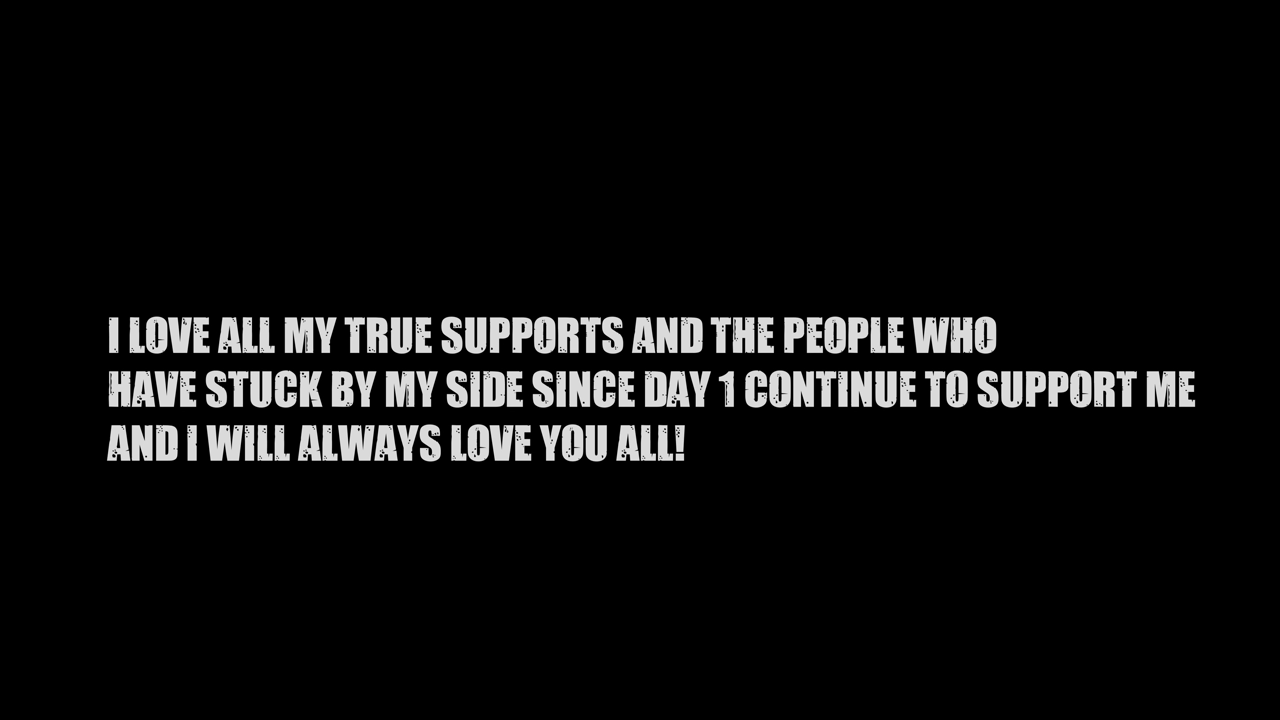 I LOVE ALL MY TRUE SUPPORTS AND THE PEOPLE WHO
HAVE STUCK BY MY SIDE SINCE DAY 1 CONTINUE TO SUPPORT ME
AND I WILL ALWAYS LOVE YOU ALL!